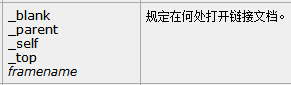 _blank
_parent
_self
_top
framename
规定在何处打开链接文档。